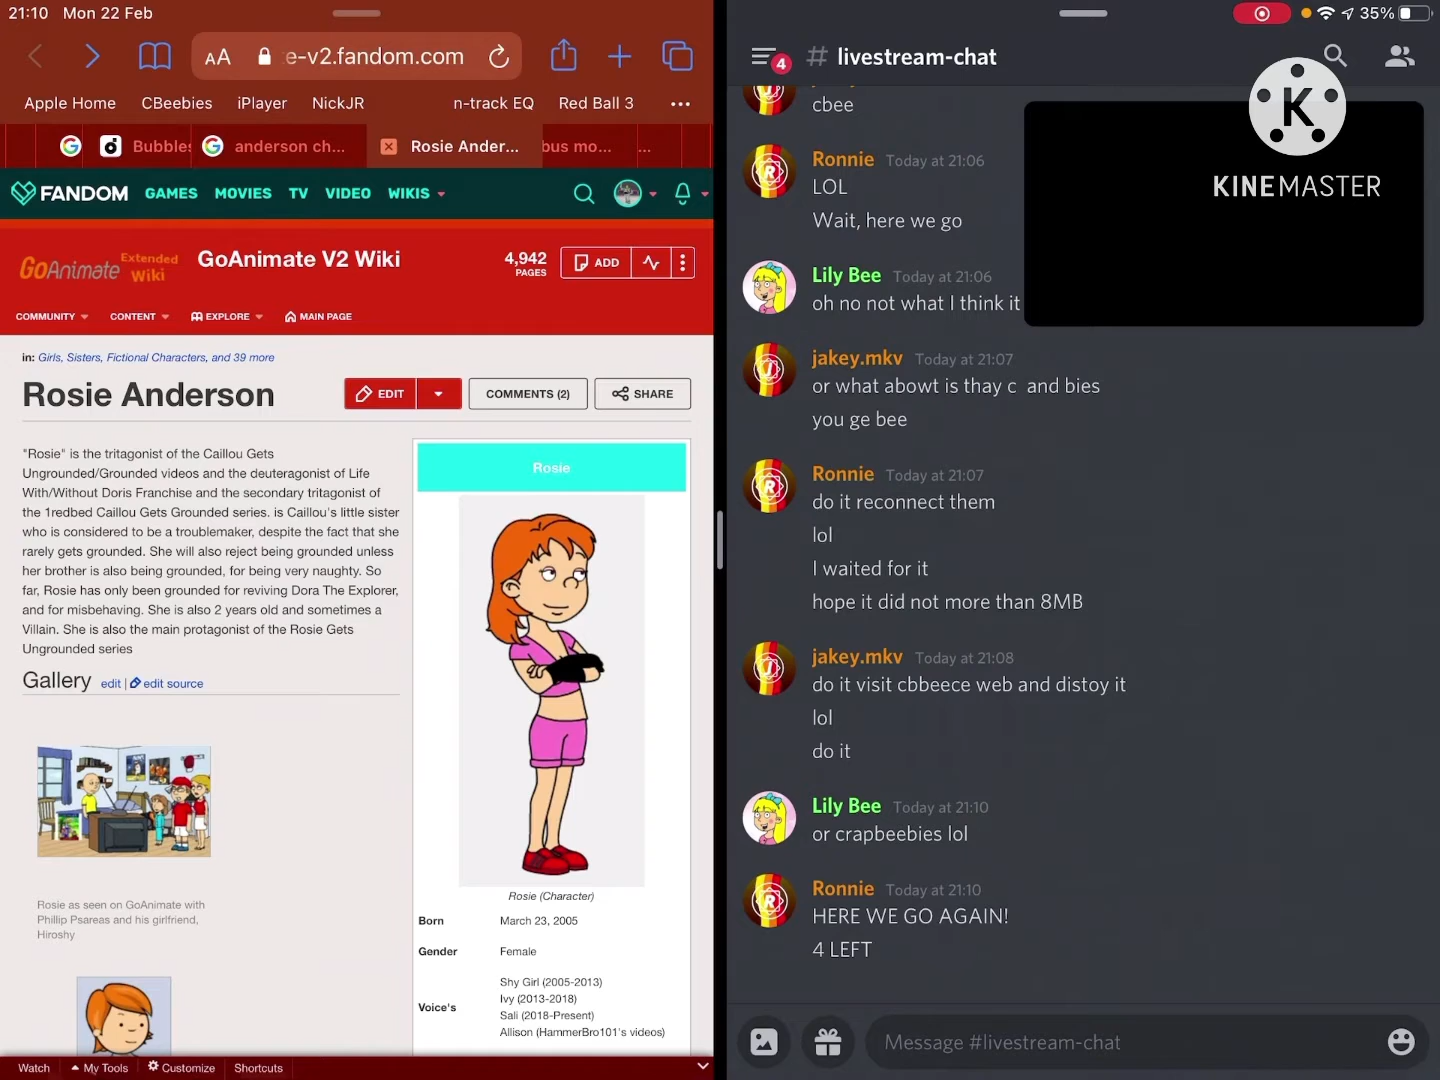 21:10 Mon 22 Feb
AA e-v2.fandom.com
Apple Home CBeebies iPlayer NickJR n-track EQ Red Ball 3 •••
Bubbles anderson ch... Rosie Ander... bus mo... ...
FANDOM GAMES MOVIES TV VIDEO WIKIS
GoAnimate Extended Wiki
GoAnimate V2 Wiki
4,942 PAGES
ADD
COMMUNITY CONTENT EXPLORE MAIN PAGE
in: Girls, Sisters, Fictional Characters, and 39 more
Rosie Anderson
EDIT COMMENTS (2) SHARE
"Rosie" is the tritagonist of the Caillou Gets
Ungrounded/Grounded videos and the deuteragonist of Life
With/Without Doris Franchise and the secondary tritagonist of
the 1redbed Caillou Gets Grounded series. is Caillou's little sister
who is considered to be a troublemaker, despite the fact that she
rarely gets grounded. She will also reject being grounded unless
her brother is also being grounded, for being very naughty. So
far, Rosie has only been grounded for reviving Dora The Explorer,
and for misbehaving. She is also 2 years old and sometimes a
Villain. She is also the main protagonist of the Rosie Gets
Ungrounded series
Gallery edit | edit source
Rosie as seen on GoAnimate with
Phillip Psareas and his girlfriend,
Hiroshy
Rosie
Rosie (Character)
Born March 23, 2005
Gender Female
Voice's
Shy Girl (2005-2013)
Ivy (2013-2018)
Sali (2018-Present)
Allison (HammerBro101's videos)
Watch My Tools Customize Shortcuts
35%
4 # livestream-chat
cbee
Ronnie Today at 21:06
LOL
Wait, here we go
Lily Bee Today at 21:06
oh no not what I think it
jakey.mkv Today at 21:07
or what abowt is thay c and bies
you ge bee
Ronnie Today at 21:07
do it reconnect them
lol
I waited for it
hope it did not more than 8MB
jakey.mkv Today at 21:08
do it visit cbbeece web and distoy it
lol
do it
Lily Bee Today at 21:10
or crapbeebies lol
Ronnie Today at 21:10
HERE WE GO AGAIN!
4 LEFT
Message #livestream-chat
K
KINEMASTER